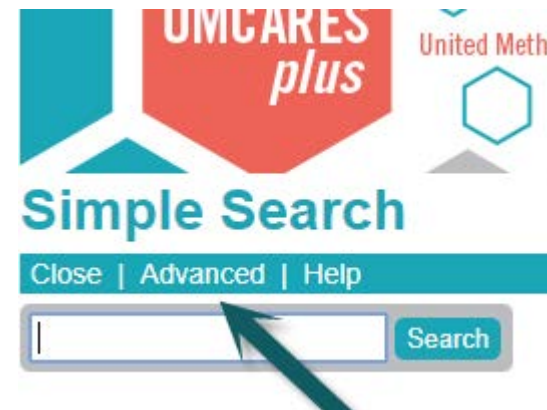 UMCARES
plus
United Meth
Simple Search
Close | Advanced | Help
Search